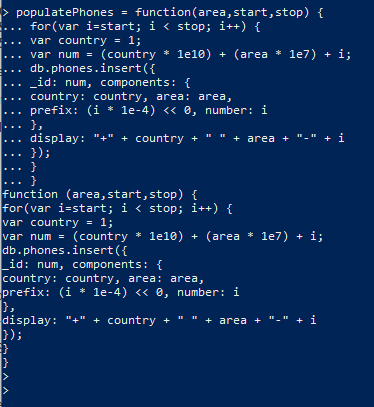 > populatePhones = function(area,start,stop) {
... for(var i=start; i < stop; i++) {
... var country = 1;
... var num = (country * 1e10) + (area * 1e7) + i;
... db.phones.insert({
... _id: num, components: {
... country: country, area: area,
... prefix: (i * 1e-4) << 0, number: i
... },
... display: "+" + country + " " + area + "-" + i
... });
... }
... }
function (area,start,stop) {
for(var i=start; i < stop; i++) {
var country = 1;
var num = (country * 1e10) + (area * 1e7) + i;
db.phones.insert({
_id: num, components: {
country: country, area: area,
prefix: (i * 1e-4) << 0, number: i
},
display: "+" + country + " " + area + "-" + i
});
}
}
>
>